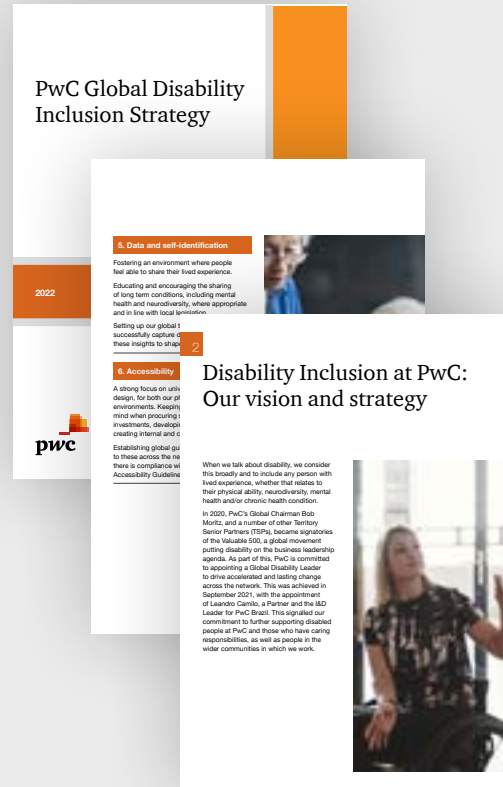 PwC Global Disability
Inclusion Strategy
2022
pwc
5. Data and self-identification
Fostering an environment where people
feel able to share their lived experience.
Educating and encouraging the sharing
of long term conditions, including mental
health and neurodiversity, where appropriate
and in line with local legislation.
Setting up our global
successfully capture
these insights to
6. Accessibility
A strong focus on
design, for both our
environments. Keeping
mind when procuring
investments,
creating internal and
Establishing global
to these across the
there is compliance
Accessibility
2
Disability Inclusion at PwC:
Our vision and strategy
When we talk about disability, we consider
this broadly and to include any person with
lived experience, whether that relates to
their physical ability, neurodiversity, mental
health and/or chronic health condition.
In 2020, PwC's Global Chairman Bob
Moritz, and a number of other Territory
Senior Partners (TSPs), became signatories
of the Valuable 500, a global movement
putting disability on the business leadership
agenda. As part of this, PwC is committed
to appointing a Global Disability Leader
to drive accelerated and lasting change
across the network. This was achieved in
September 2021, with the appointment
of Leandro Camilo, a Partner and the I&D
Leader for PwC Brazil. This signalled our
commitment to further supporting disabled
people at PwC and those who have caring
responsibilities, as well as people in the
wider communities in which we work.